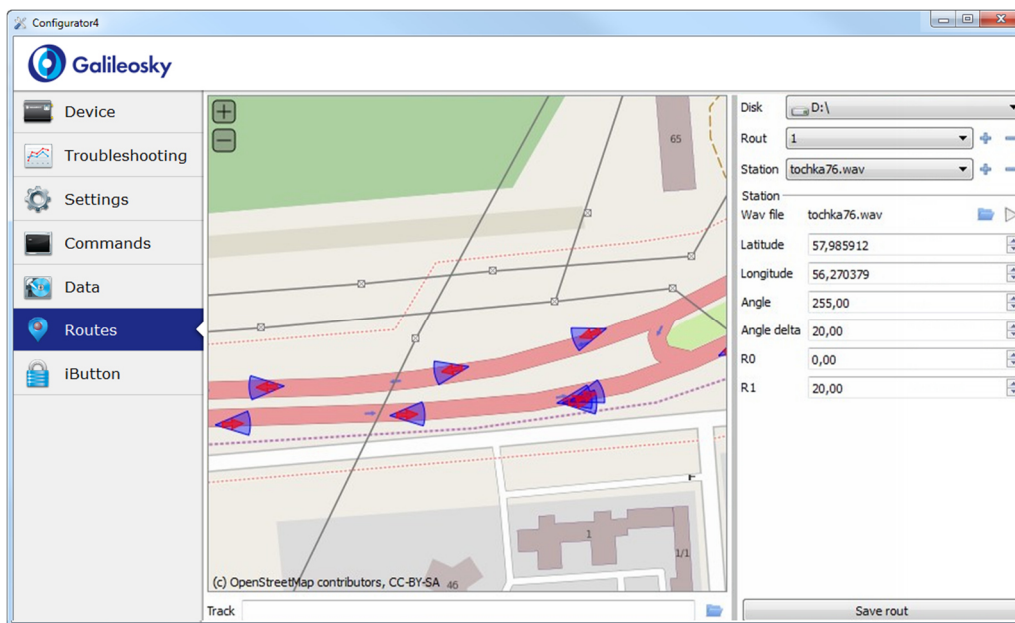 Configurator4
Galileosky
Device
Troubleshooting
Settings
Commands
Data
Routes
iButton
65
1
1/1
46
(c) OpenStreetMap contributors, CC-BY-SA
Track
Disk D:\
Rout 1
Station tochka76.wav
Station
Wav file tochka76.wav
Latitude 57,985912
Longitude 56,270379
Angle 255,00
Angle delta 20,00
R0 0,00
R1 20,00
Save rout